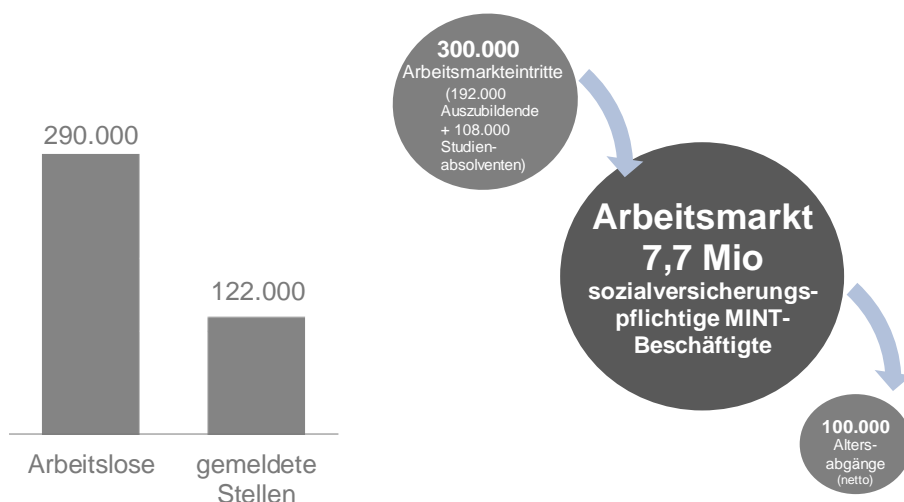 290.000
122.000
Arbeitslose
gemeldete
Stellen
300.000
Arbeitsmarkteintritte
(192.000
Auszubildende
+ 108.000
Studien-
absolventen)
Arbeitsmarkt
7,7 Mio
sozialversicherungs-
pflichtige MINT-
Beschäftigte
100.000
Alters-
abgänge
(netto)